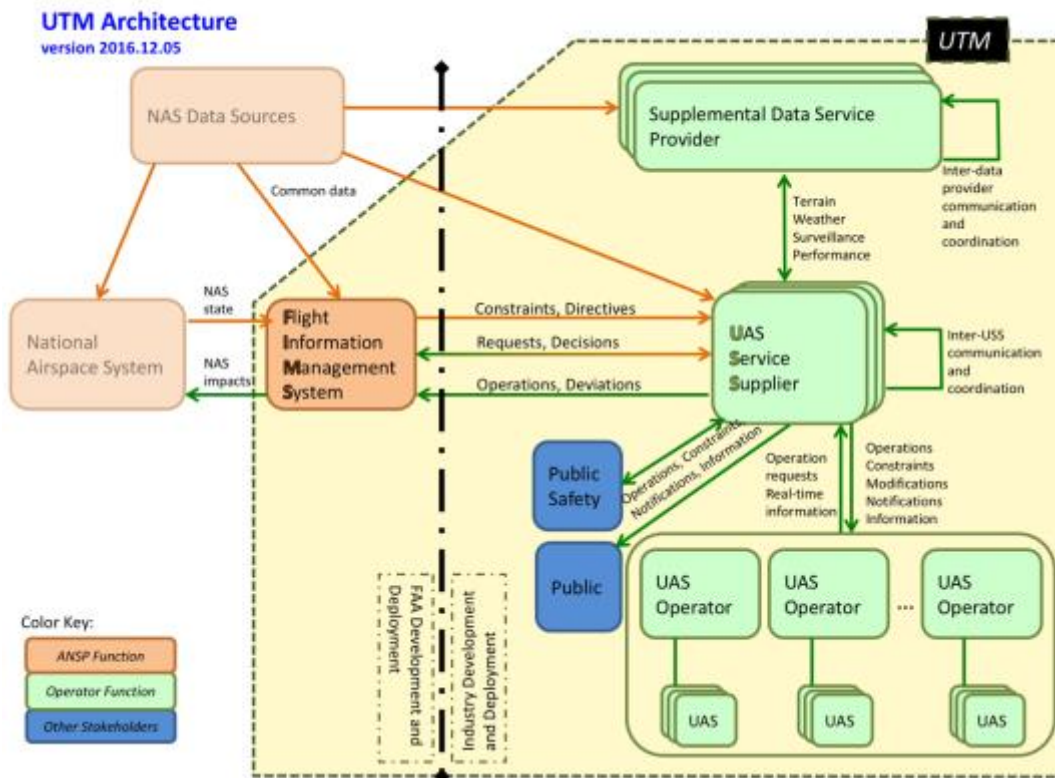 UTM Architecture
version 2016.12.05
UTM
NAS Data Sources
Supplemental Data Service
Provider
Common data
Inter-data
provider
communication
and
coordination
Terrain
Weather
Surveillance
Performance
National
Airspace System
NAS
state
NAS
impacts
Flight
Information
Management
System
Constraints, Directives
Requests, Decisions
Operations, Deviations
UAS
Service
Supplier
Inter-USS
communication
and
coordination
Public
Safety
Operations, Constraints,
Notifications, Information
Operation
requests
Real-time
information
Operations
Constraints
Modifications
Notifications
Information
Public
UAS
Operator
UAS
Operator
...
UAS
Operator
UAS
UAS
UAS
FAA Development and
Deployment
Industry Development
and Deployment
Color Key:
ANSP Function
Operator Function
Other Stakeholders